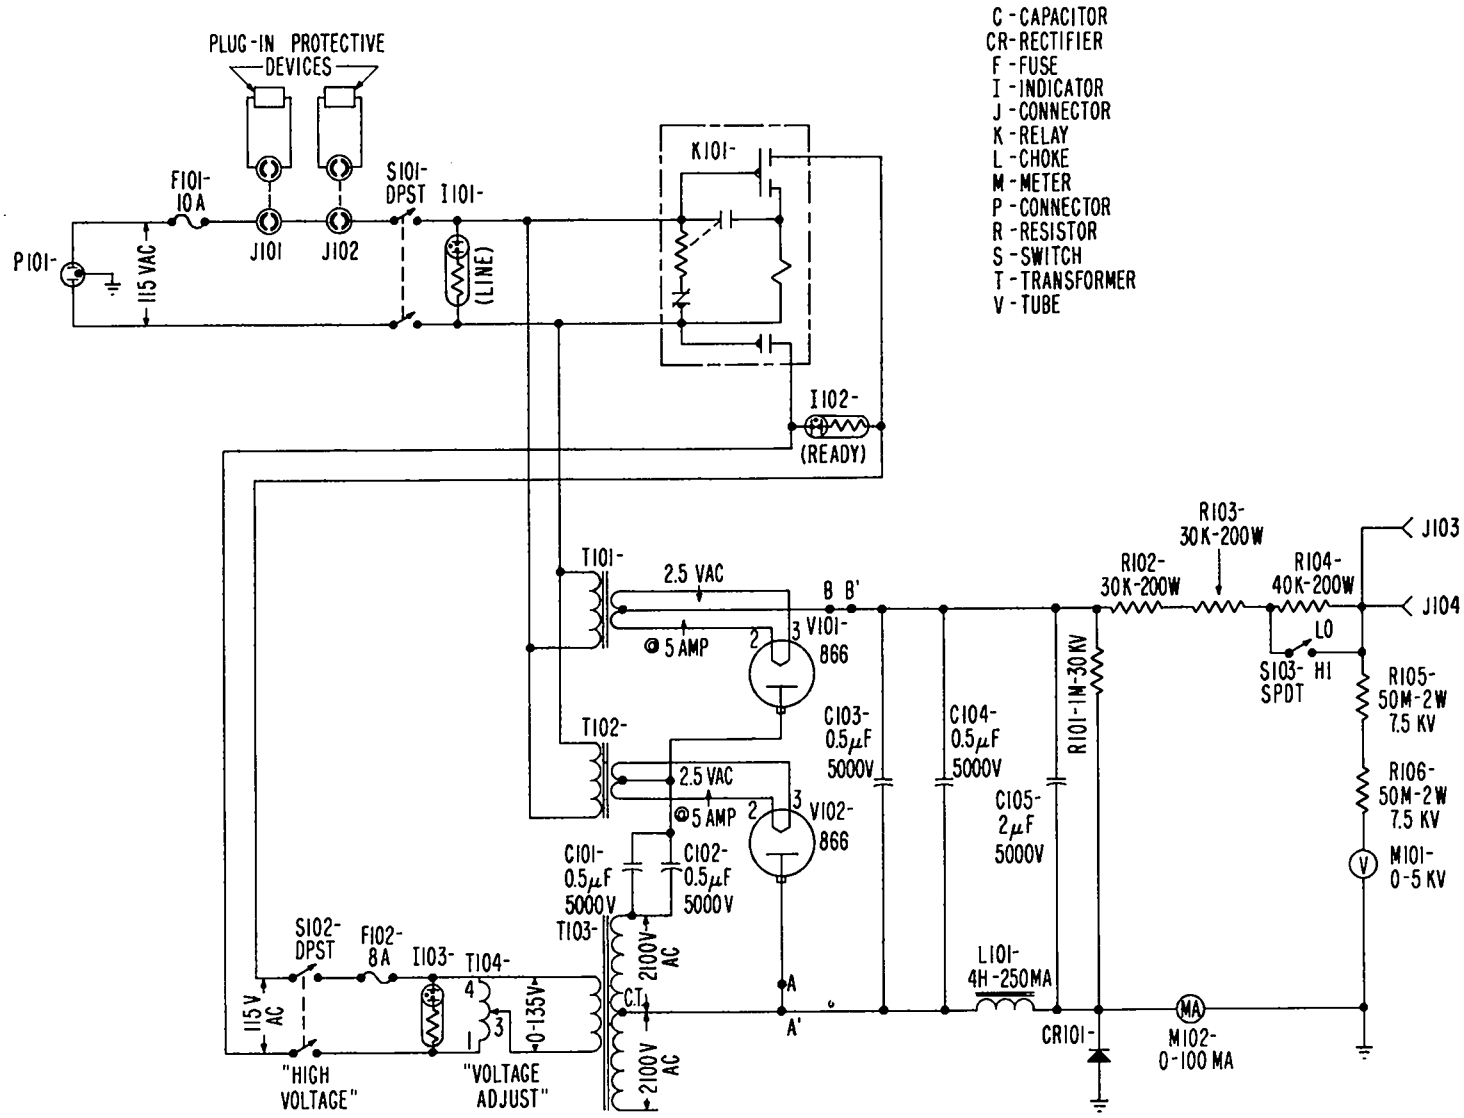 C - CAPACITOR
CR-RECTIFIER
F - FUSE
I - INDICATOR
J - CONNECTOR
K - RELAY
L - CHOKE
M - METER
P - CONNECTOR
R - RESISTOR
S - SWITCH
T - TRANSFORMER
V - TUBE
PLUG-IN PROTECTIVE
DEVICES
F101-
10 A
S101-
DPST
I101-
K101-
J101
J102
P101-
115 VAC
(LINE)
I102-
(READY)
T101-
2.5 VAC
@ 5 AMP
2
3
V101-
866
B B'
R102-
30K-200W
R103-
30K-200W
R104-
40K-200W
J103
J104
LO
S103- HI
SPDT
R101-1M-30KV
R105-
50M-2W
7.5 KV
R106-
50M-2W
7.5 KV
V
M101-
0-5 KV
T102-
2.5 VAC
@ 5 AMP
2
3
V102-
866
C103-
0.5µF
5000V
C104-
0.5µF
5000V
C105-
2µF
5000V
C101-
0.5µF
5000V
C102-
0.5µF
5000V
T103-
2100V
AC
C.T.
2100V
AC
A
A'
L101-
4H-250MA
CR101-
MA
M102-
0-100 MA
S102-
DPST
F102-
8A
I103-
T104-
4
3
1
0-135V
115V
AC
"HIGH
VOLTAGE"
"VOLTAGE
ADJUST"